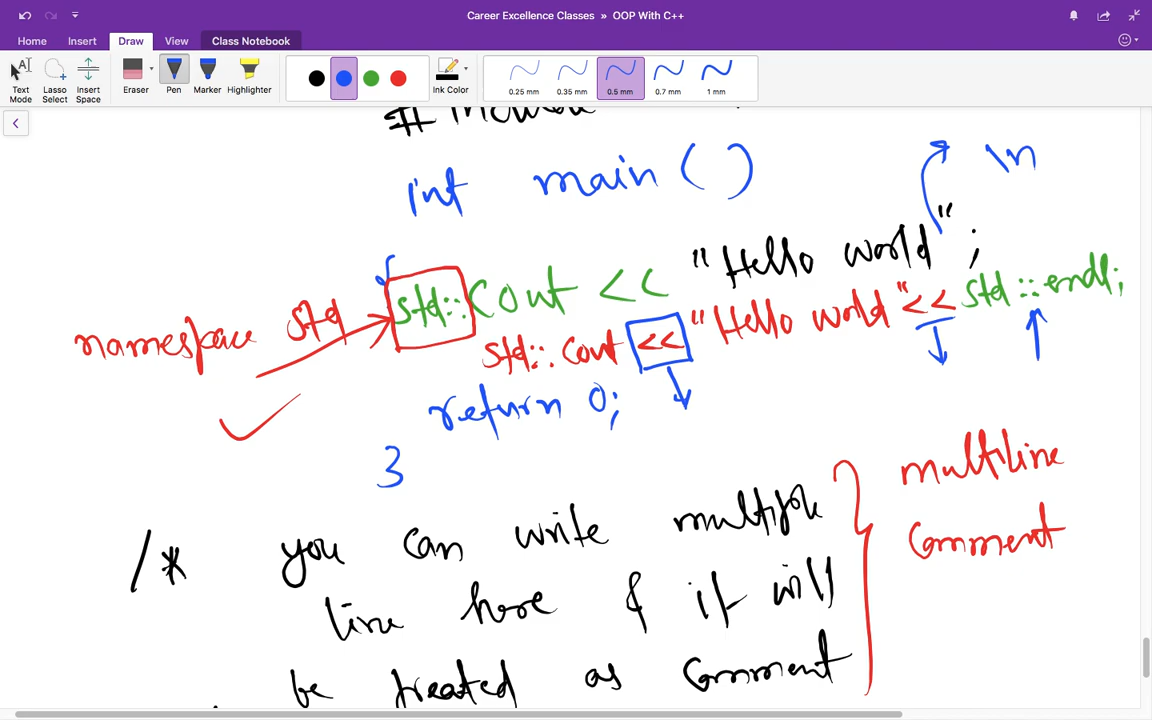 Career Excellence Classes » OOP With C++
Home Insert Draw View Class Notebook
Text Mode Lasso Select Insert Space Eraser Pen Marker Highlighter Ink Color 0.25 mm 0.35 mm 0.5 mm 0.7 mm 1 mm
int main ( ) \n
std::cout << "Hello world" ;
namespace std std::cout << "Hello world" << std::endl;
return 0;
}
/* you can write multiple multiline
line here & it will comment
be treated as comment